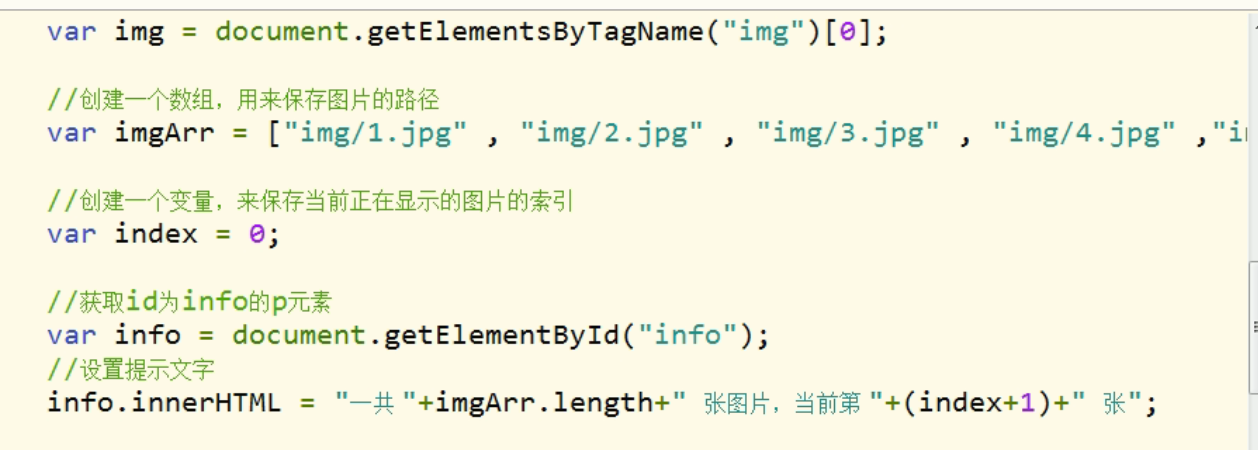 var img = document.getElementsByTagName("img")[0];
//创建一个数组，用来保存图片的路径
var imgArr = ["img/1.jpg" , "img/2.jpg" , "img/3.jpg" , "img/4.jpg" ,"i
//创建一个变量，来保存当前正在显示的图片的索引
var index = 0;
//获取id为info的p元素
var info = document.getElementById("info");
//设置提示文字
info.innerHTML = "一共 "+imgArr.length+" 张图片，当前第 "+(index+1)+" 张";